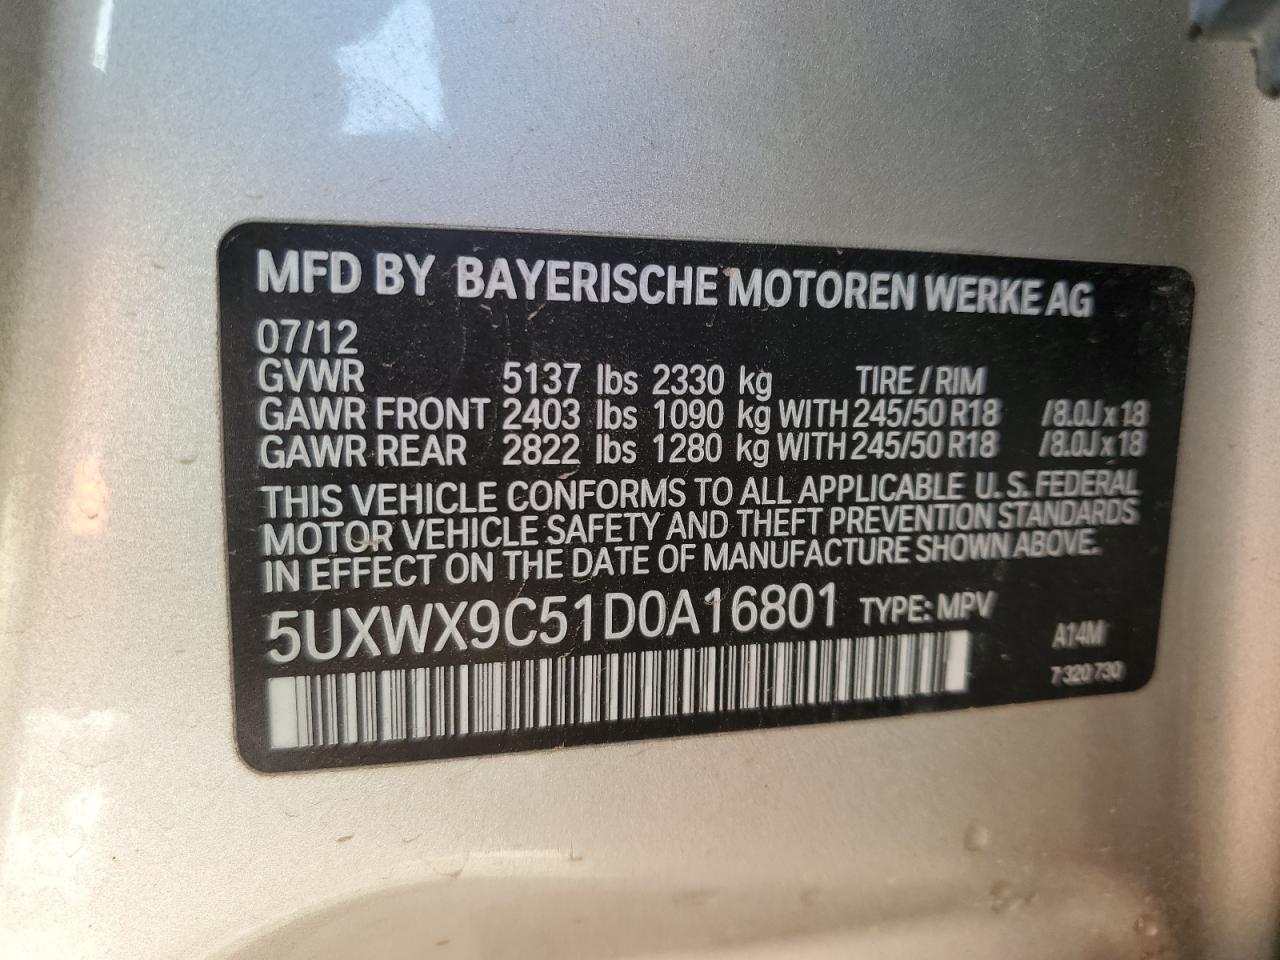 MFD BY BAYERISCHE MOTOREN WERKE AG
07/12
GVWR 5137 lbs 2330 kg TIRE / RIM
GAWR FRONT 2403 lbs 1090 kg WITH 245/50 R18 /8.0J x 18
GAWR REAR 2822 lbs 1280 kg WITH 245/50 R18 /8.0J x 18
THIS VEHICLE CONFORMS TO ALL APPLICABLE U.S. FEDERAL
MOTOR VEHICLE SAFETY AND THEFT PREVENTION STANDARDS
IN EFFECT ON THE DATE OF MANUFACTURE SHOWN ABOVE.
5UXWX9C51D0A16801 TYPE: MPV
A14M
7 320 730